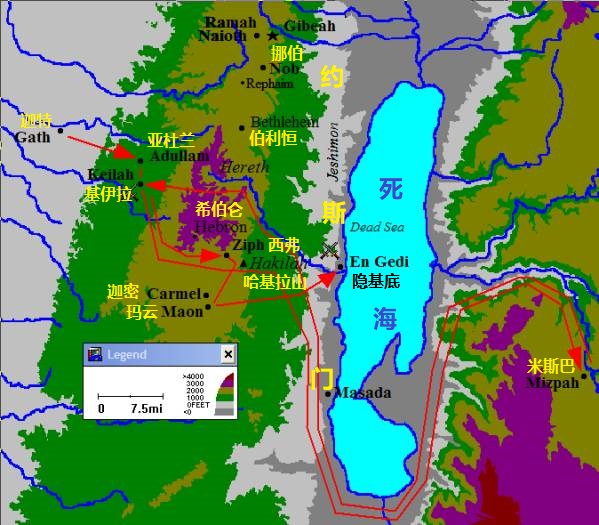 Ramah
Gibeah
Naioth
挪伯
Nob
Rephaim
约
迦特
Gath
Bethlehem
伯利恒
亚杜兰
Adullam
Jeshimon
Hereth
Keilah
基伊拉
死
希伯仑
Hebron
斯
Dead Sea
Ziph 西弗
Hakilah
En Gedi
哈基拉山
隐基底
迦密 Carmel
玛云 Maon
海
Legend
米斯巴
Mizpah
门
Masada
0 7.5mi
>4000
3000
2000
1000
0FEET
<0